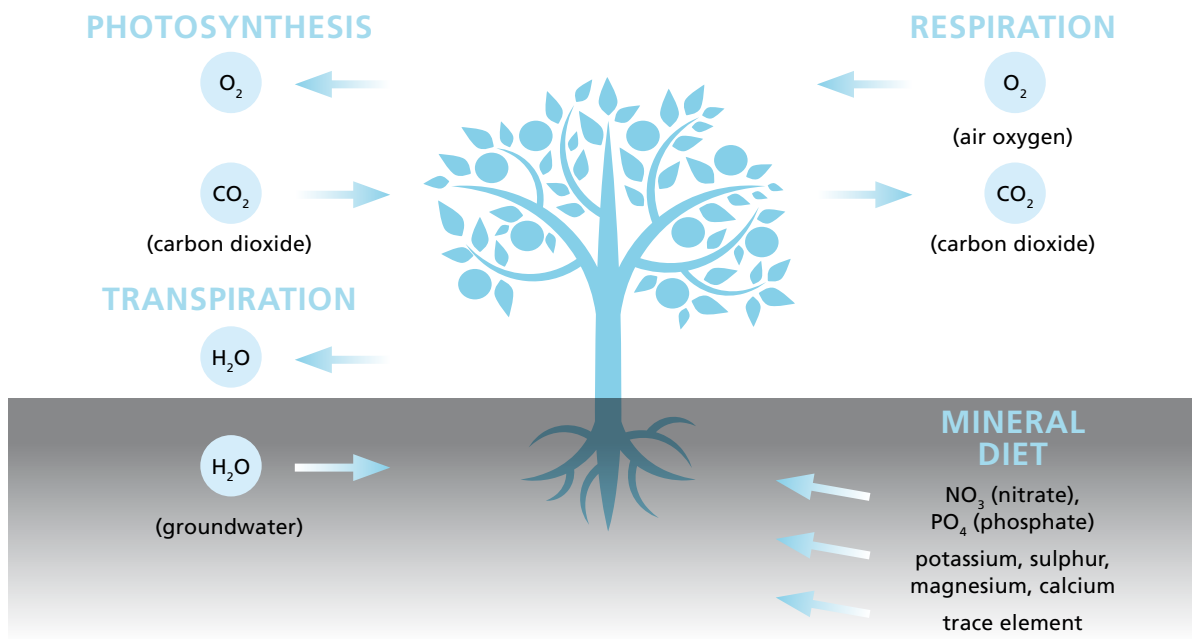 PHOTOSYNTHESIS
O₂
CO₂
(carbon dioxide)
TRANSPIRATION
H₂O
H₂O
(groundwater)
RESPIRATION
O₂
(air oxygen)
CO₂
(carbon dioxide)
MINERAL
DIET
NO₃ (nitrate),
PO₄ (phosphate)
potassium, sulphur,
magnesium, calcium
trace element